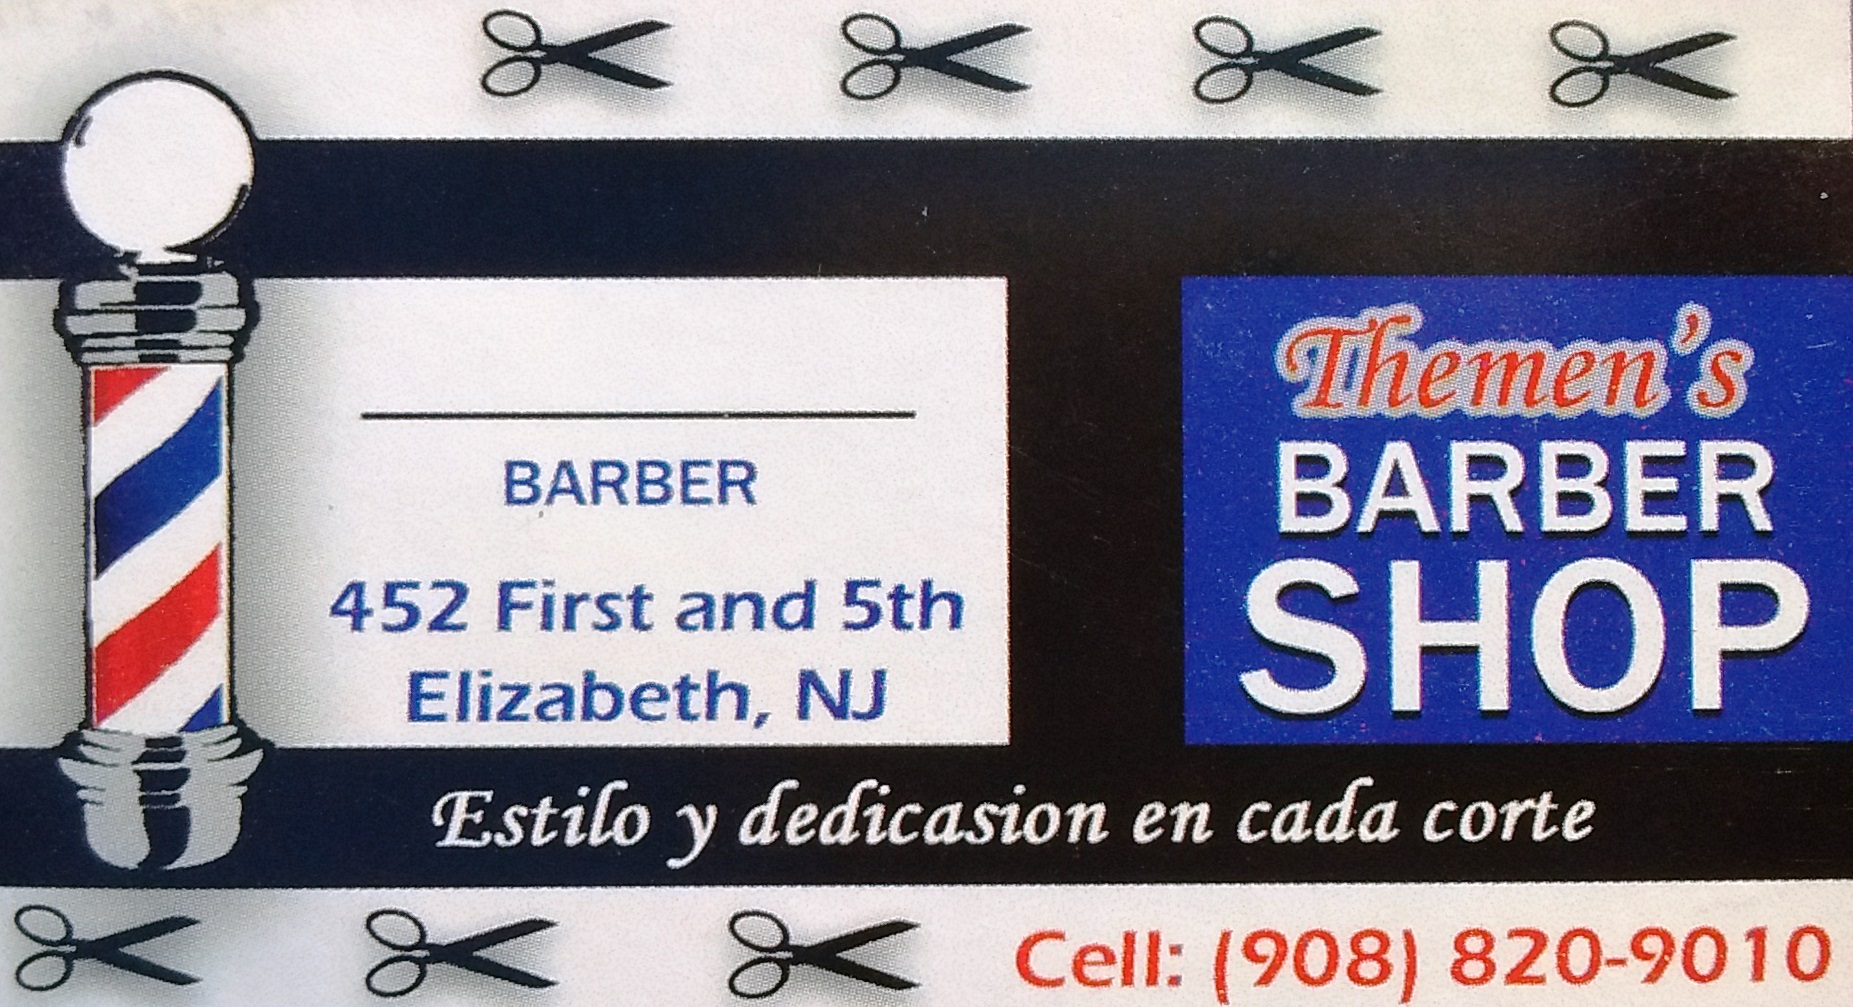 Themen's
BARBER
SHOP
BARBER
452 First and 5th
Elizabeth, NJ
Estilo y dedicasion en cada corte
Cell: (908) 820-9010